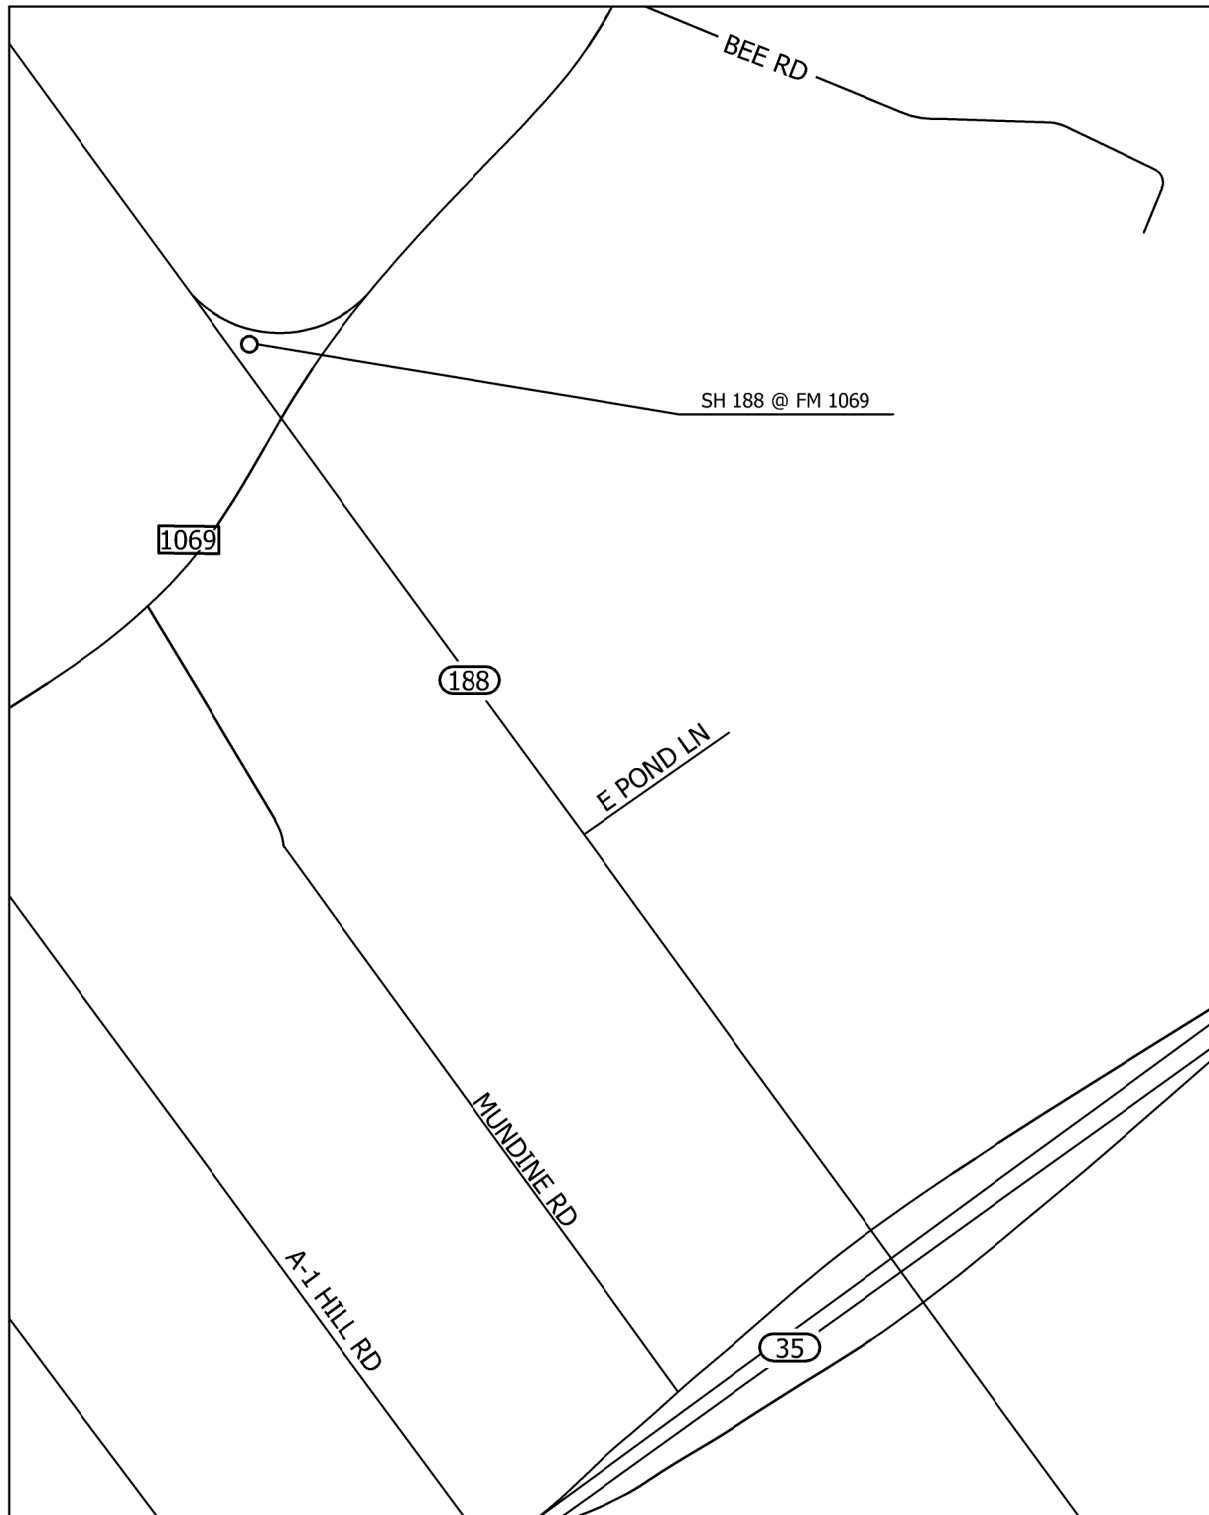 BEE RD
SH 188 @ FM 1069
1069
188
E POND LN
MUNDINE RD
A-1 HILL RD
35